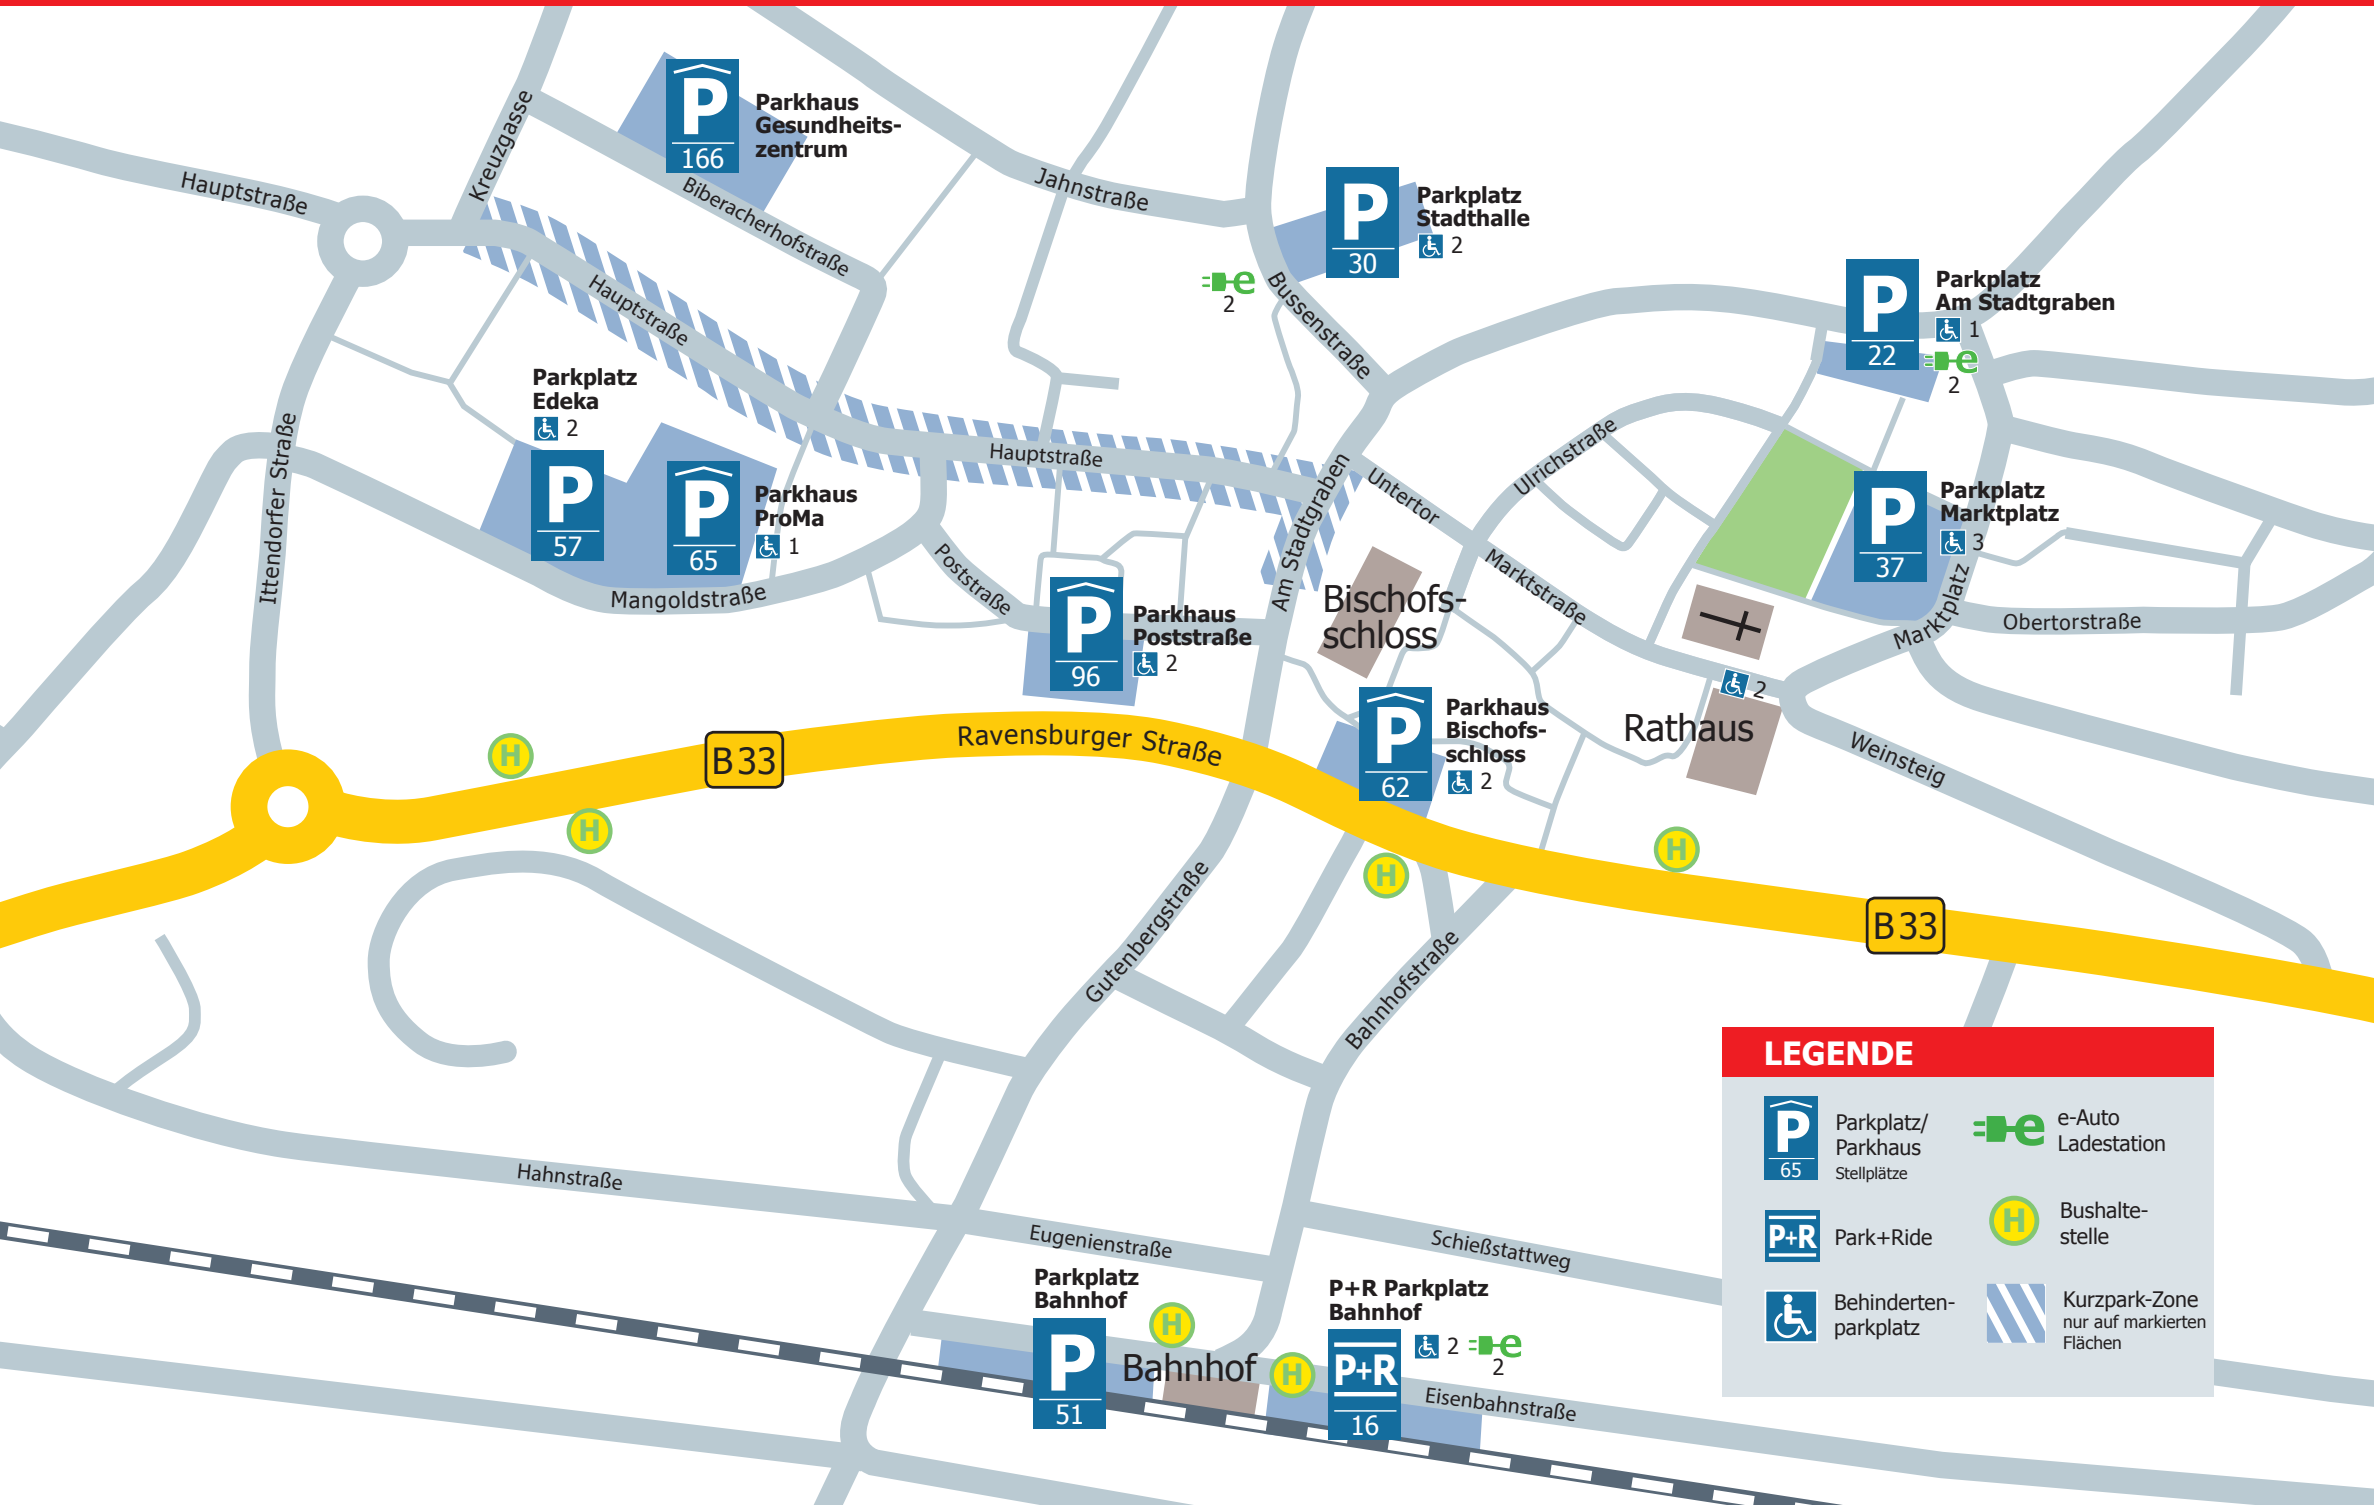 P
166
Parkhaus
Gesundheits-
zentrum
Kreuzgasse
Hauptstraße
Biberacherhofstraße
Jahnstraße
P
30
Parkplatz
Stadthalle
2
e
2
Bussenstraße
P
22
Parkplatz
Am Stadtgraben
1
e
2
Hauptstraße
Parkplatz
Edeka
2
P
57
P
65
Parkhaus
ProMa
1
Hauptstraße
Ittendorfer Straße
Mangoldstraße
Poststraße
Am Stadtgraben
Untertor
Ulrichstraße
Marktstraße
P
37
Parkplatz
Marktplatz
3
Marktplatz
Obertorstraße
P
96
Parkhaus
Poststraße
2
Bischofs-
schloss
P
62
Parkhaus
Bischofs-
schloss
2
2
Rathaus
Weinsteig
H
H
B 33
Ravensburger Straße
H
H
B 33
Gutenbergstraße
Bahnhofstraße
Hahnstraße
Eugenienstraße
Schießstattweg
Parkplatz
Bahnhof
P
51
H
Bahnhof
H
P+R Parkplatz
Bahnhof
P+R
16
2
e
2
Eisenbahnstraße
LEGENDE
P
65
Parkplatz/
Parkhaus
Stellplätze
e
e-Auto
Ladestation
P+R
Park+Ride
H
Bushalte-
stelle
Behinderten-
parkplatz
Kurzpark-Zone
nur auf markierten
Flächen